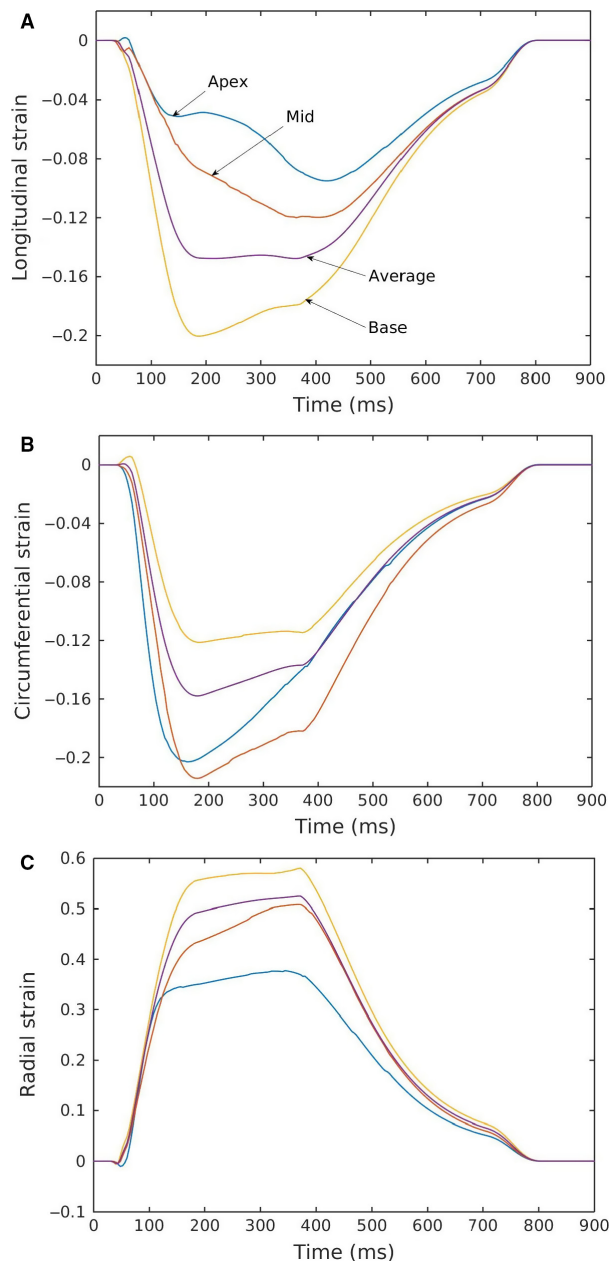 A
0
−0.04
−0.08
−0.12
−0.16
−0.2
Longitudinal strain
Apex
Mid
Average
Base
0 100 200 300 400 500 600 700 800 900
Time (ms)
B
0
−0.04
−0.08
−0.12
−0.16
−0.2
Circumferential strain
0 100 200 300 400 500 600 700 800 900
Time (ms)
C
0.6
0.5
0.4
0.3
0.2
0.1
0
−0.1
Radial strain
0 100 200 300 400 500 600 700 800 900
Time (ms)